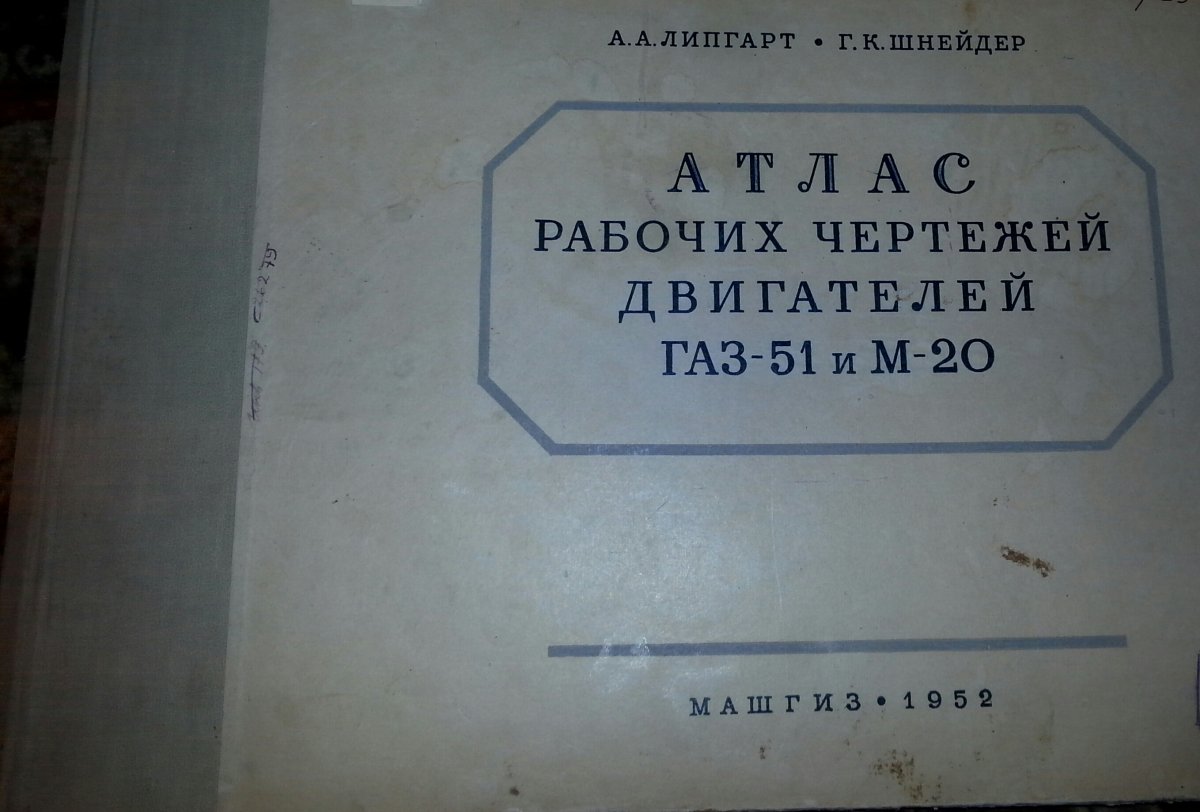 А.А.ЛИПГАРТ • Г.К.ШНЕЙДЕР
АТЛАС
РАБОЧИХ ЧЕРТЕЖЕЙ
ДВИГАТЕЛЕЙ
ГАЗ-51 и М-20
МАШГИЗ • 1952